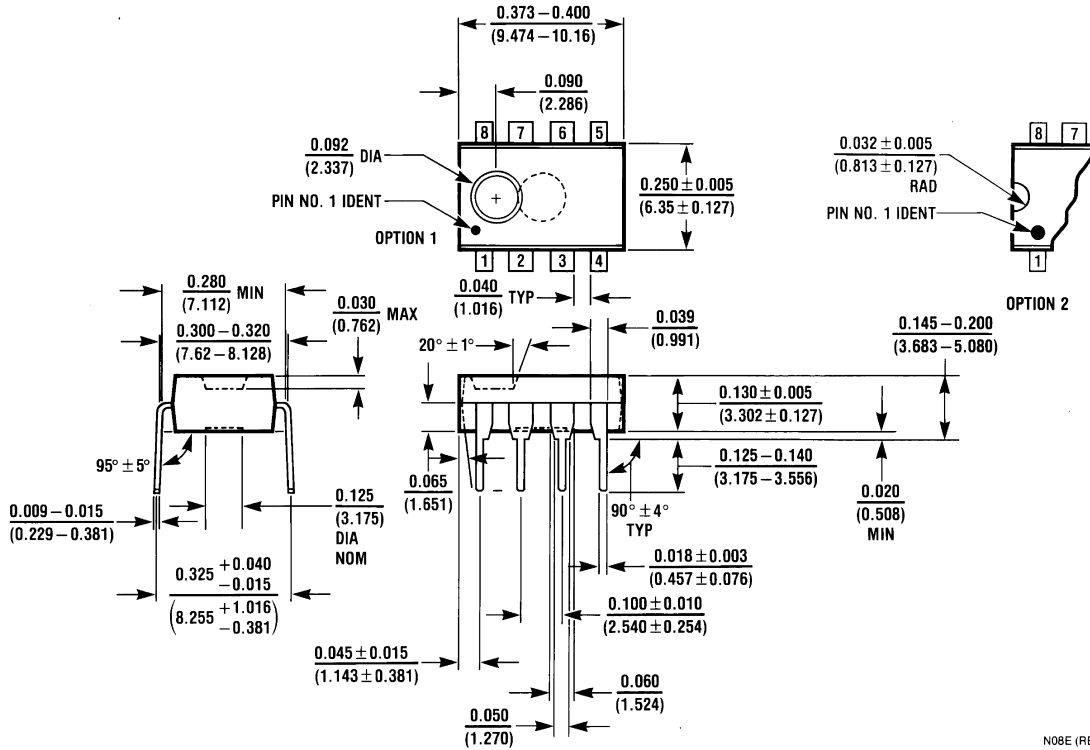 0.373 – 0.400
(9.474 – 10.16)
0.090
(2.286)
8 7 6 5
0.092 DIA
(2.337)
PIN NO. 1 IDENT
OPTION 1
0.250 ± 0.005
(6.35 ± 0.127)
1 2 3 4
8 7
0.032 ± 0.005
(0.813 ± 0.127)
RAD
PIN NO. 1 IDENT
1
OPTION 2
0.280 MIN
(7.112)
0.030 MAX
(0.762)
0.300 – 0.320
(7.62 – 8.128)
0.040 TYP
(1.016)
0.039
(0.991)
0.145 – 0.200
(3.683 – 5.080)
20° ± 1°
0.130 ± 0.005
(3.302 ± 0.127)
95° ± 5°
0.065
(1.651)
0.125 – 0.140
(3.175 – 3.556)
0.020
(0.508)
MIN
90° ± 4°
TYP
0.009 – 0.015
(0.229 – 0.381)
0.125
(3.175)
DIA
NOM
0.018 ± 0.003
(0.457 ± 0.076)
0.325 +0.040
–0.015
(8.255 +1.016
–0.381)
0.100 ± 0.010
(2.540 ± 0.254)
0.045 ± 0.015
(1.143 ± 0.381)
0.060
(1.524)
0.050
(1.270)
N08E (RE